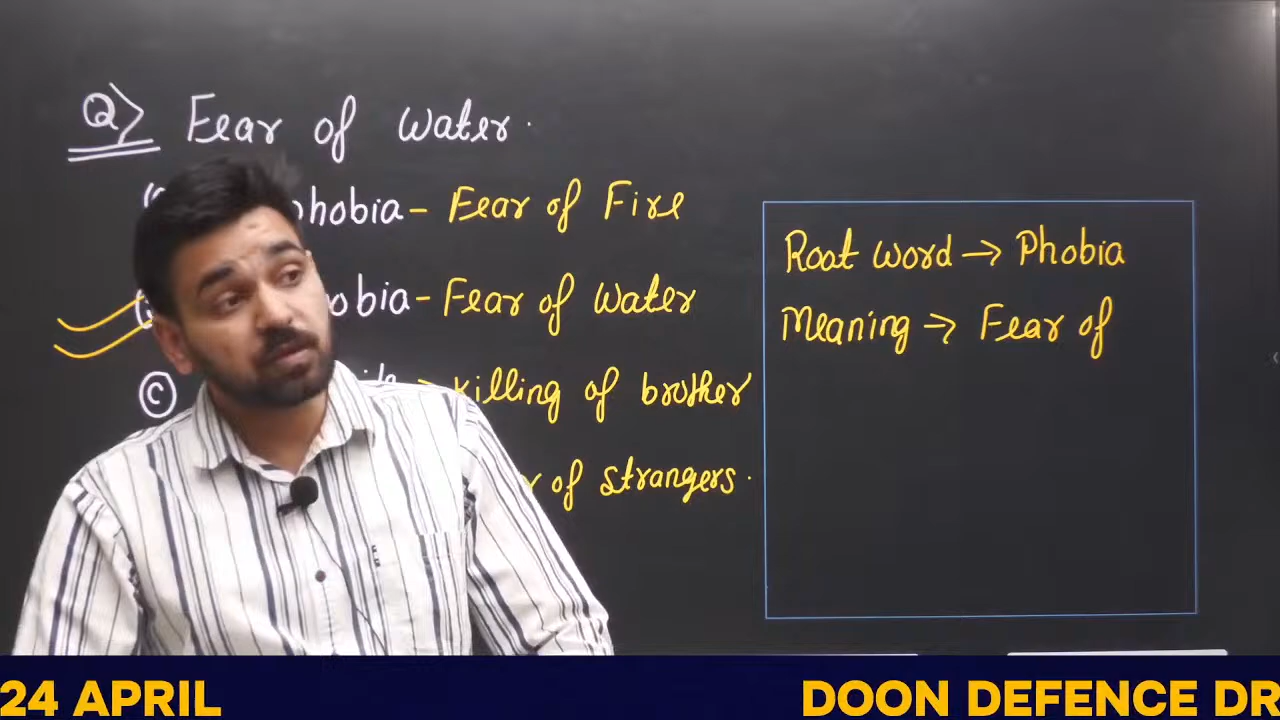 Q> Fear of Water.
phobia - Fear of Fire
obia - Fear of Water
(C) killing of brother
of strangers.
Root word → Phobia
Meaning → Fear of
24 APRIL
DOON DEFENCE DR